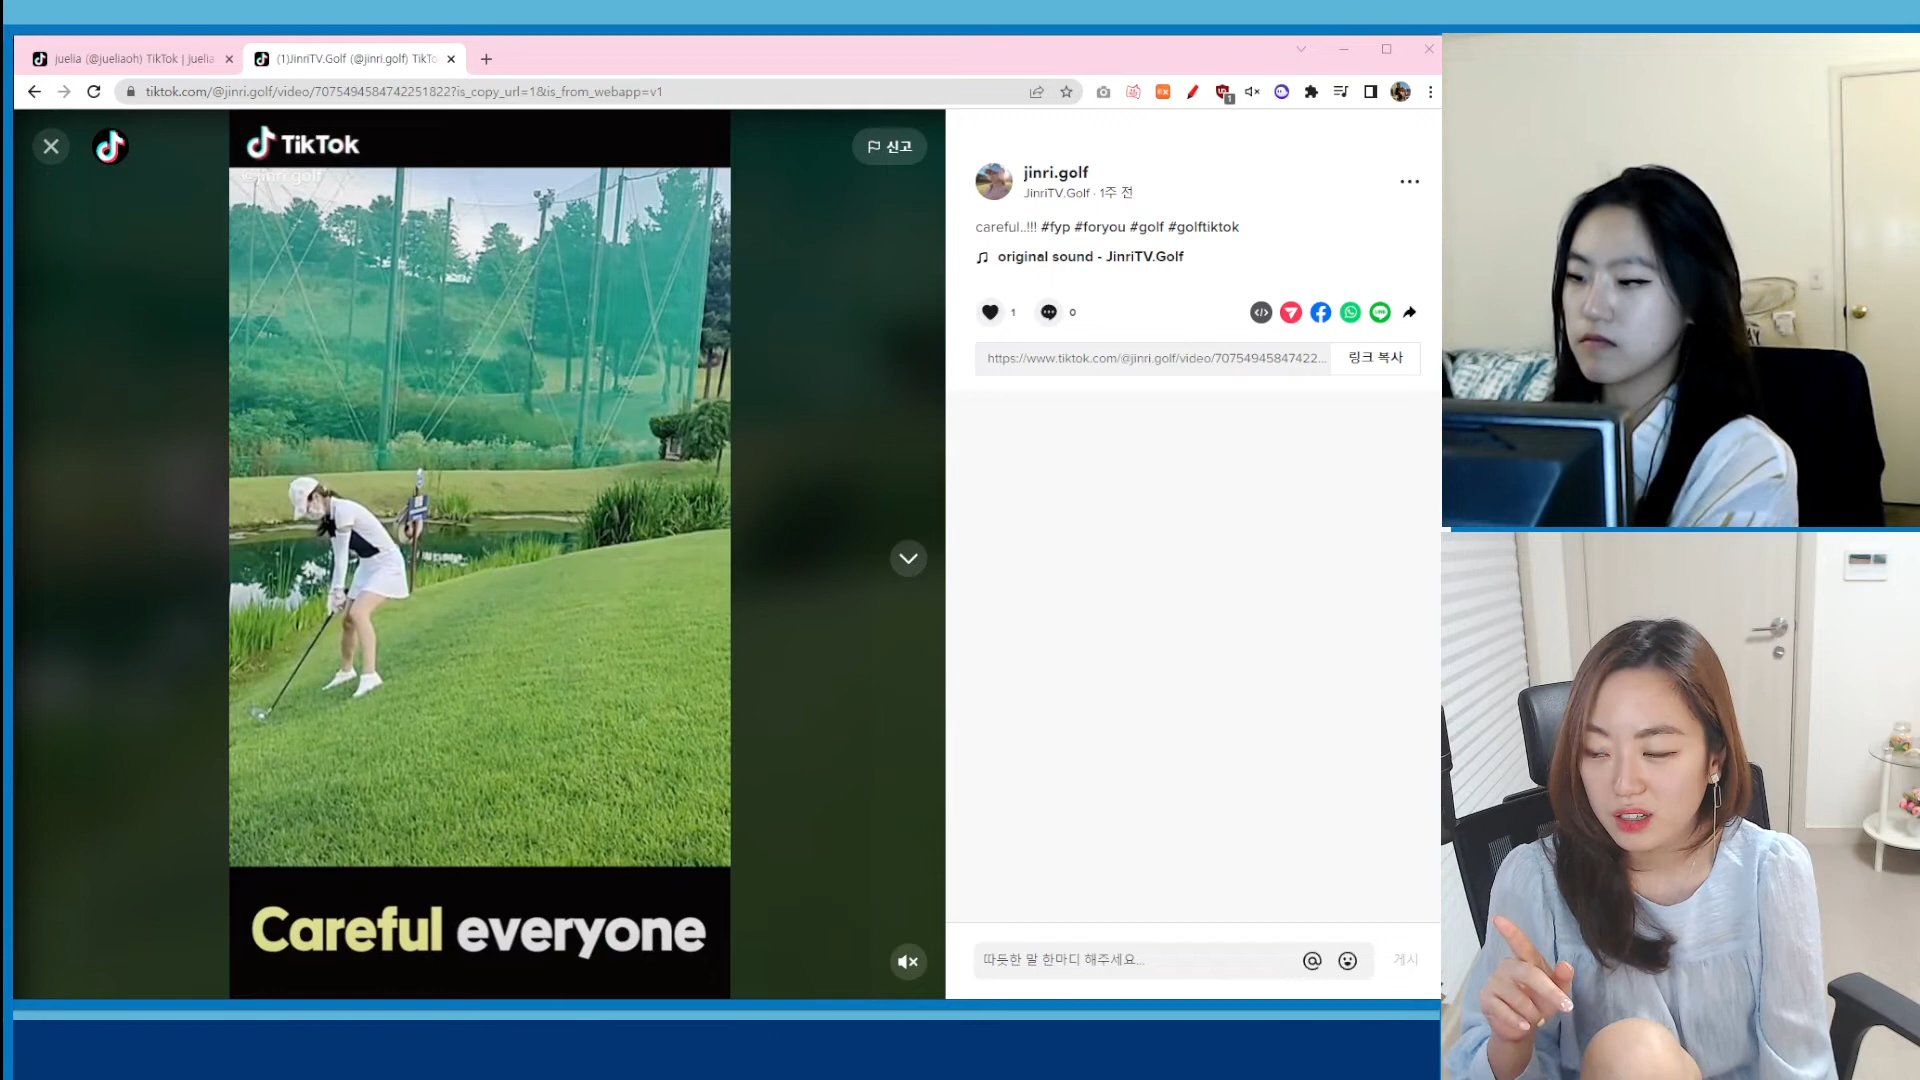 juelia (@jueliaoh) TikTok | juelia
(1)JinriTV.Golf (@jinri.golf) TikTo
tiktok.com/@jinri.golf/video/7075494584742251822?is_copy_url=1&is_from_webapp=v1
TikTok
@jinri.golf
신고
jinri.golf
JinriTV.Golf · 1주 전
careful..!!! #fyp #foryou #golf #golftiktok
original sound - JinriTV.Golf
1
0
https://www.tiktok.com/@jinri.golf/video/70754945847422...
링크 복사
Careful everyone
따듯한 말 한마디 해주세요...
게시